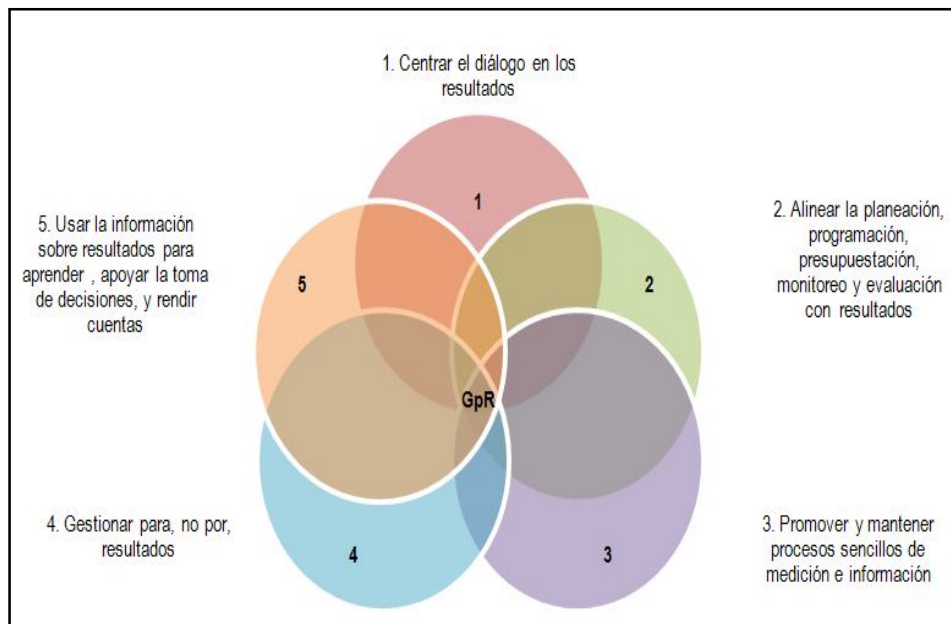 1. Centrar el diálogo en los
resultados
1
2. Alinear la planeación,
programación,
presupuestación,
monitoreo y evaluación
con resultados
2
5. Usar la información
sobre resultados para
aprender , apoyar la toma
de decisiones, y rendir
cuentas
5
GpR
4. Gestionar para, no por,
resultados
4
3. Promover y mantener
procesos sencillos de
medición e información
3